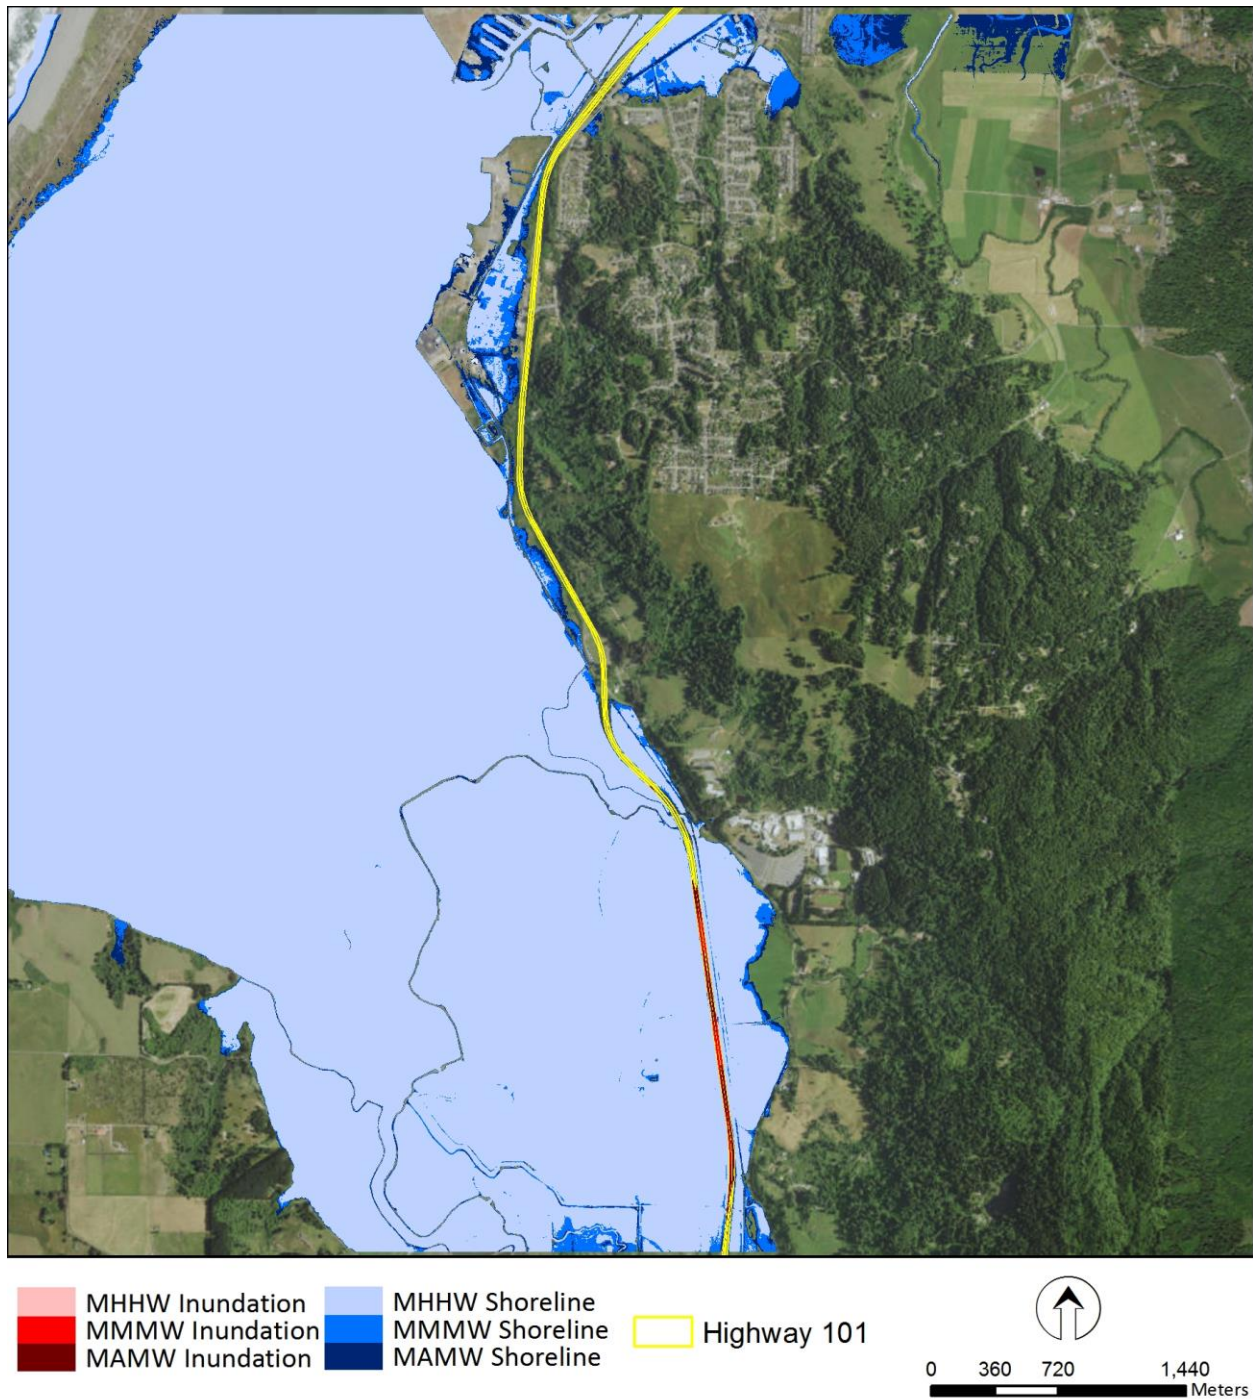 MHHW Inundation
MMMW Inundation
MAMW Inundation
MHHW Shoreline
MMMW Shoreline
MAMW Shoreline
Highway 101
0 360 720 1,440
Meters